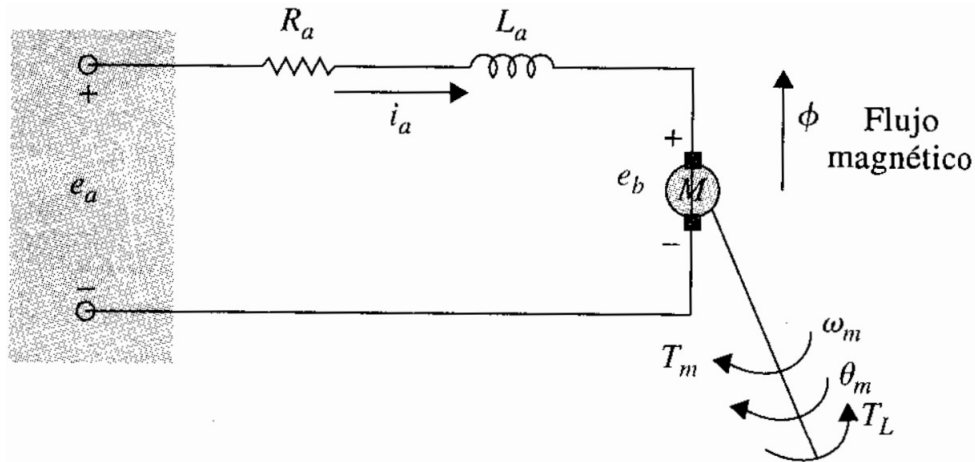 R_a
L_a
+
i_a
e_a
−
+
e_b
M
−
ϕ
Flujo
magnético
T_m
ω_m
θ_m
T_L